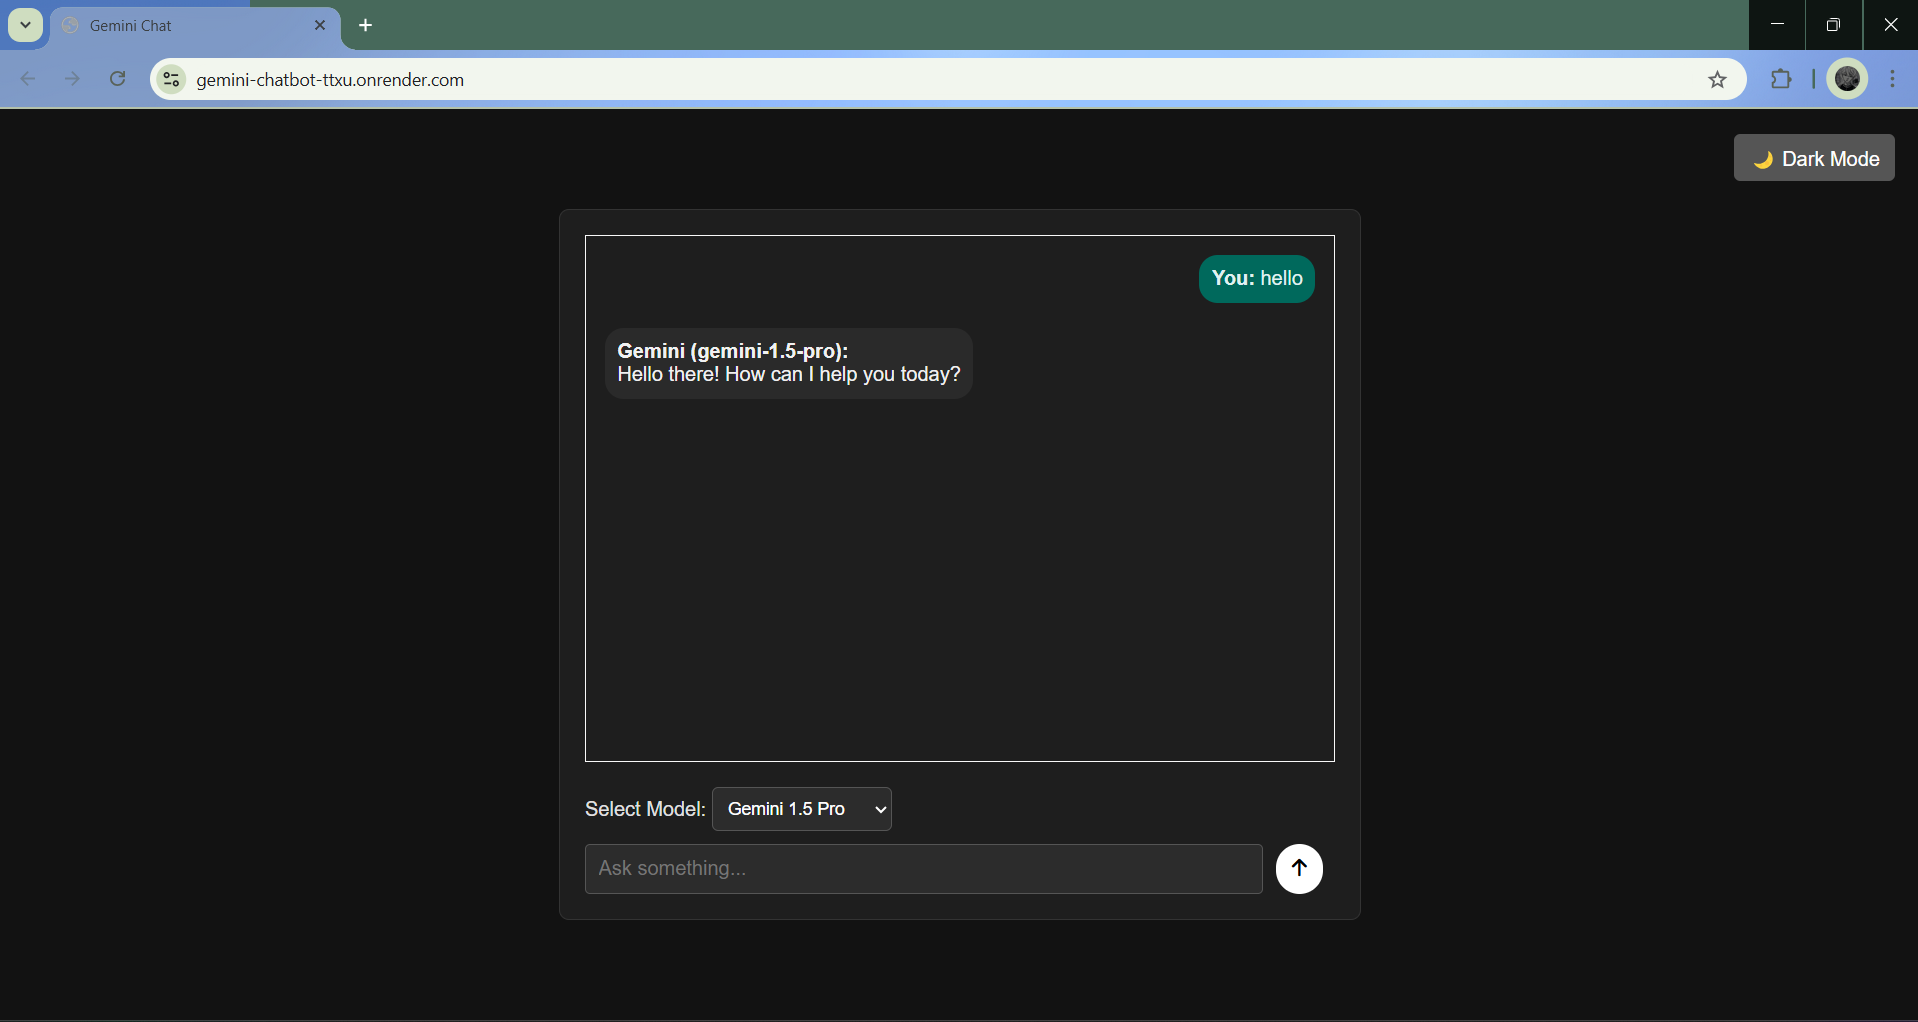 Gemini Chat
gemini-chatbot-ttxu.onrender.com
🌙 Dark Mode
You: hello
Gemini (gemini-1.5-pro):
Hello there! How can I help you today?
Select Model: Gemini 1.5 Pro
Ask something...